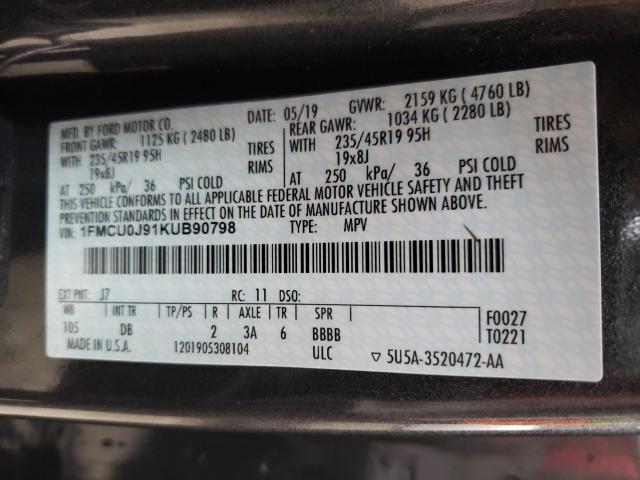 MFD. BY FORD MOTOR CO.
DATE: 05/19 GVWR: 2159 KG ( 4760 LB)
FRONT GAWR: 1125 KG ( 2480 LB)
REAR GAWR: 1034 KG ( 2280 LB)
WITH 235/45R19 95H TIRES
WITH 235/45R19 95H TIRES
19x8J RIMS
19x8J RIMS
AT 250 kPa/ 36 PSI COLD
AT 250 kPa/ 36 PSI COLD
THIS VEHICLE CONFORMS TO ALL APPLICABLE FEDERAL MOTOR VEHICLE SAFETY AND THEFT
PREVENTION STANDARDS IN EFFECT ON THE DATE OF MANUFACTURE SHOWN ABOVE.
VIN: 1FMCU0J91KUB90798 TYPE: MPV
EXT PNT: J7 RC: 11 DSO:
WB INT TR TP/PS R AXLE TR SPR F0027
105 DB 2 3A 6 BBBB T0221
MADE IN U.S.A. 1201905308104 ULC ▽ 5U5A-3520472-AA